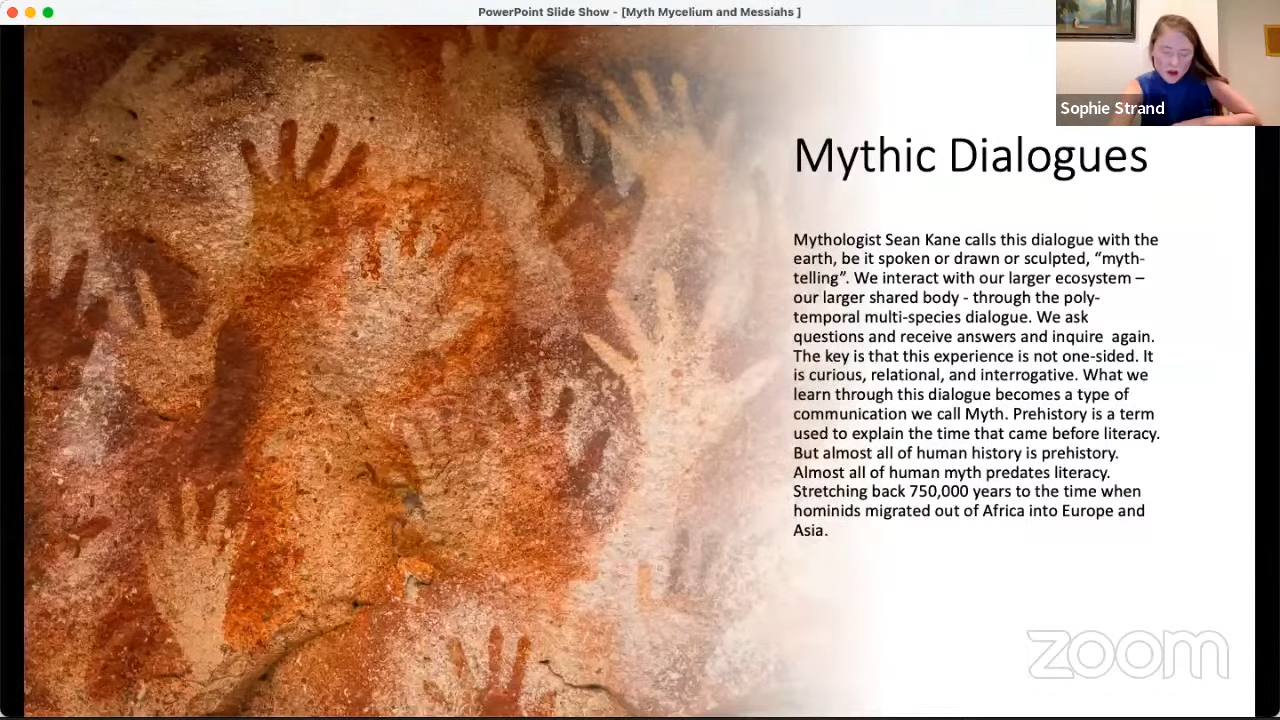 PowerPoint Slide Show - [Myth Mycelium and Messiahs ]
Sophie Strand
Mythic Dialogues
Mythologist Sean Kane calls this dialogue with the
earth, be it spoken or drawn or sculpted, “myth-
telling”. We interact with our larger ecosystem –
our larger shared body - through the poly-
temporal multi-species dialogue. We ask
questions and receive answers and inquire  again.
The key is that this experience is not one-sided. It
is curious, relational, and interrogative. What we
learn through this dialogue becomes a type of
communication we call Myth. Prehistory is a term
used to explain the time that came before literacy.
But almost all of human history is prehistory.
Almost all of human myth predates literacy.
Stretching back 750,000 years to the time when
hominids migrated out of Africa into Europe and
Asia.
zoom